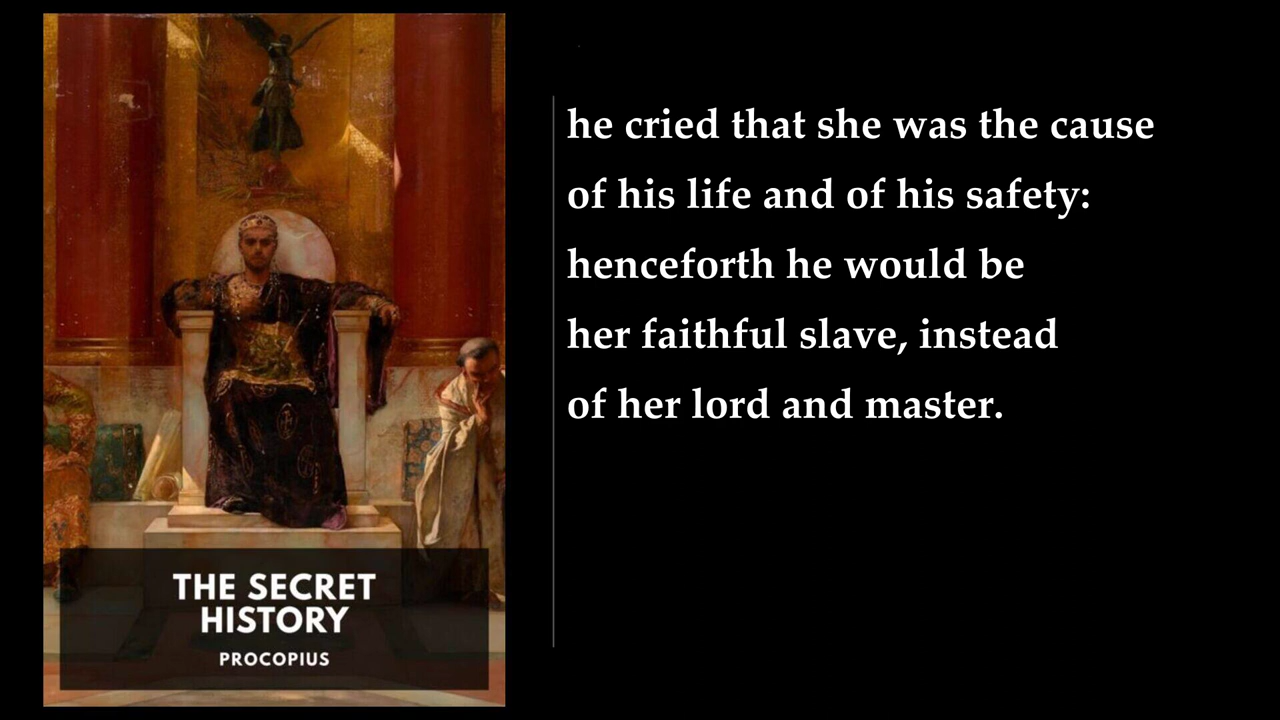 THE SECRET
HISTORY
PROCOPIUS
he cried that she was the cause
of his life and of his safety:
henceforth he would be
her faithful slave, instead
of her lord and master.